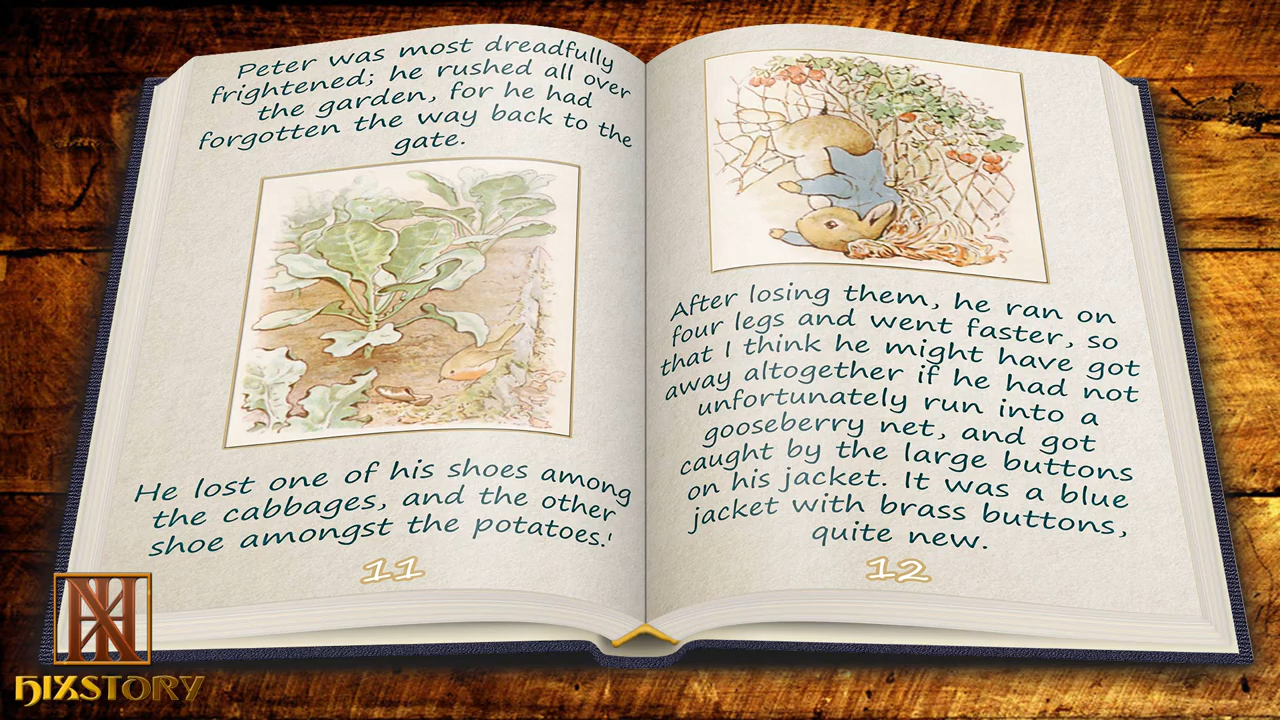 Peter was most dreadfully
frightened; he rushed all over
the garden, for he had
forgotten the way back to the
gate.
He lost one of his shoes among
the cabbages, and the other
shoe amongst the potatoes.'
11
After losing them, he ran on
four legs and went faster, so
that I think he might have got
away altogether if he had not
unfortunately run into a
gooseberry net, and got
caught by the large buttons
on his jacket. It was a blue
jacket with brass buttons,
quite new.
12
HIXSTORY